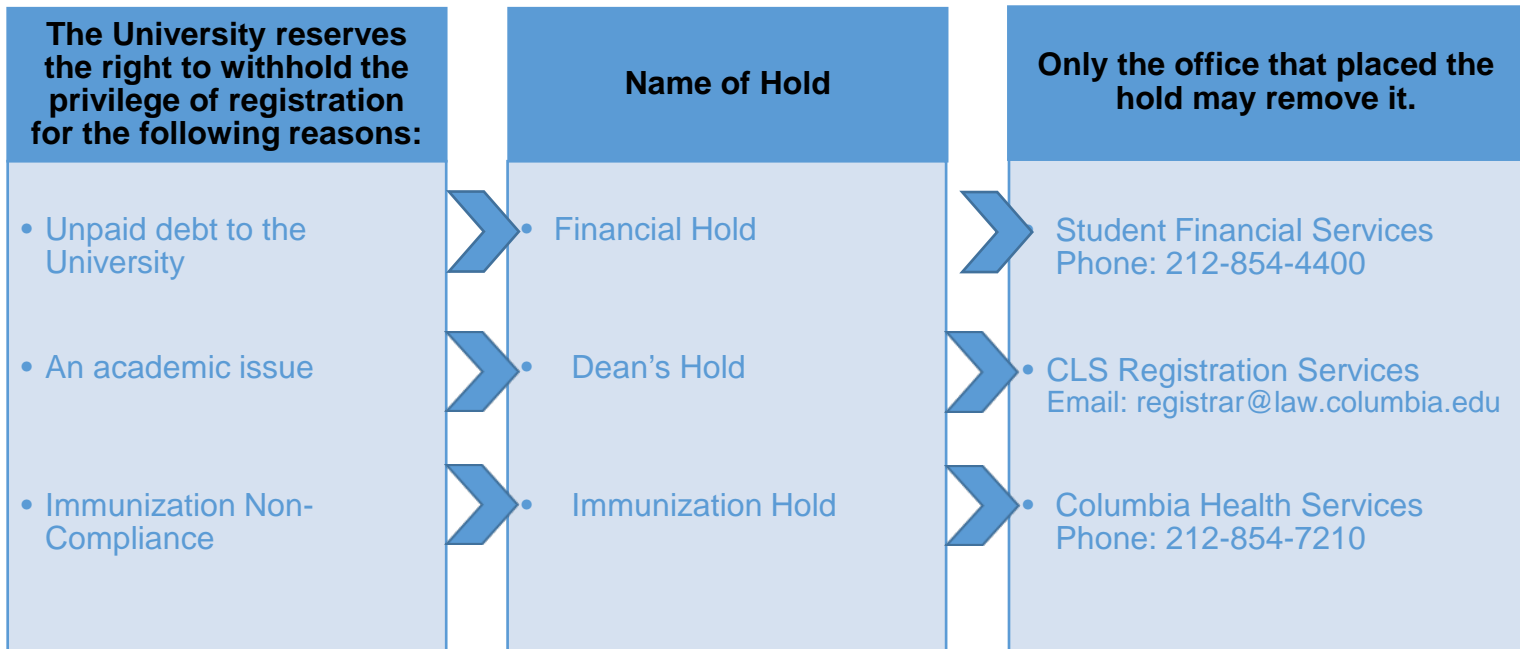 The University reserves
the right to withhold the
privilege of registration
for the following reasons:
• Unpaid debt to the
University
• An academic issue
• Immunization Non-
Compliance
Name of Hold
• Financial Hold
• Dean’s Hold
• Immunization Hold
Only the office that placed the
hold may remove it.
• Student Financial Services
Phone: 212-854-4400
• CLS Registration Services
Email: registrar@law.columbia.edu
• Columbia Health Services
Phone: 212-854-7210